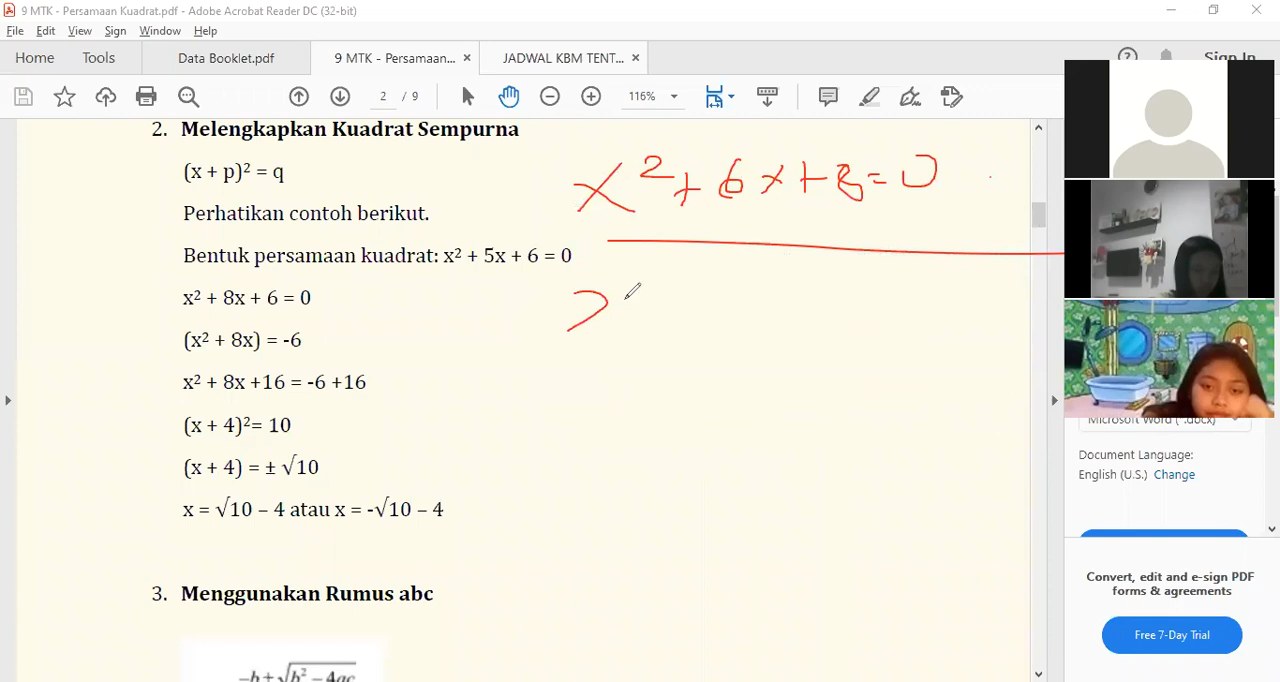 9 MTK - Persamaan Kuadrat.pdf - Adobe Acrobat Reader DC (32-bit)
File Edit View Sign Window Help
Home Tools Data Booklet.pdf 9 MTK - Persamaan... × JADWAL KBM TENT... × Sign In
2 / 9 116%
2. Melengkapkan Kuadrat Sempurna
(x + p)² = q
Perhatikan contoh berikut.
Bentuk persamaan kuadrat: x² + 5x + 6 = 0
x² + 8x + 6 = 0
(x² + 8x) = -6
x² + 8x +16 = -6 +16
(x + 4)²= 10
(x + 4) = ± √10
x = √10 – 4 atau x = -√10 – 4
3. Menggunakan Rumus abc
-b±√b² – 4ac
x² + 6x + 8 = 0
Microsoft Word (*.docx)
Document Language:
English (U.S.) Change
Convert, edit and e-sign PDF
forms & agreements
Free 7-Day Trial